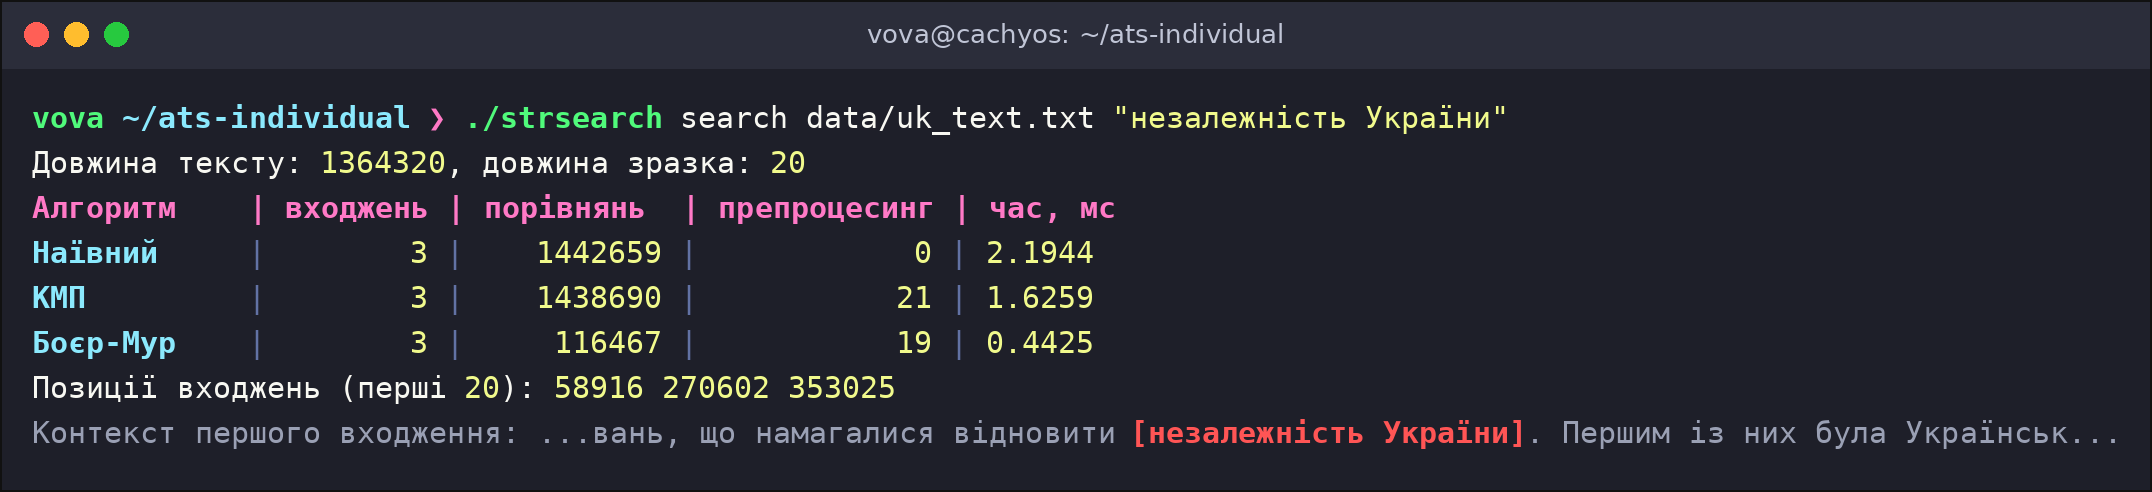 vova@cachyos: ~/ats-individual
vova ~/ats-individual ❯ ./strsearch search data/uk_text.txt "незалежність України"
Довжина тексту: 1364320, довжина зразка: 20
Алгоритм | входжень | порівнянь | препроцесинг | час, мс
Наївний | 3 | 1442659 | 0 | 2.1944
КМП | 3 | 1438690 | 21 | 1.6259
Боєр-Мур | 3 | 116467 | 19 | 0.4425
Позиції входжень (перші 20): 58916 270602 353025
Контекст першого входження: ...вань, що намагалися відновити [незалежність України]. Першим із них була Українськ...